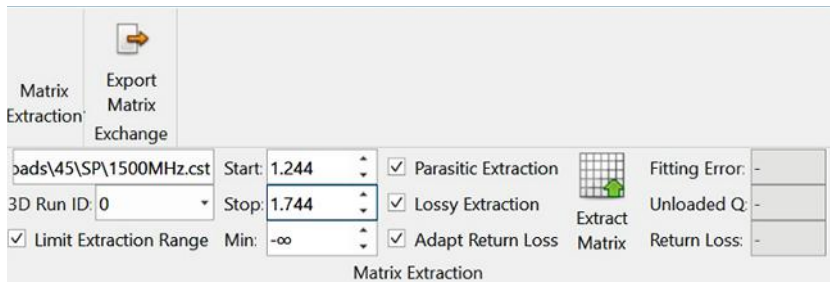 Matrix
Extraction
Export
Matrix
Exchange
oads\45\SP\1500MHz.cst Start: 1.244 Parasitic Extraction Fitting Error: -
3D Run ID: 0 Stop: 1.744 Lossy Extraction Extract Unloaded Q: -
Limit Extraction Range Min: -∞ Adapt Return Loss Matrix Return Loss: -
Matrix Extraction